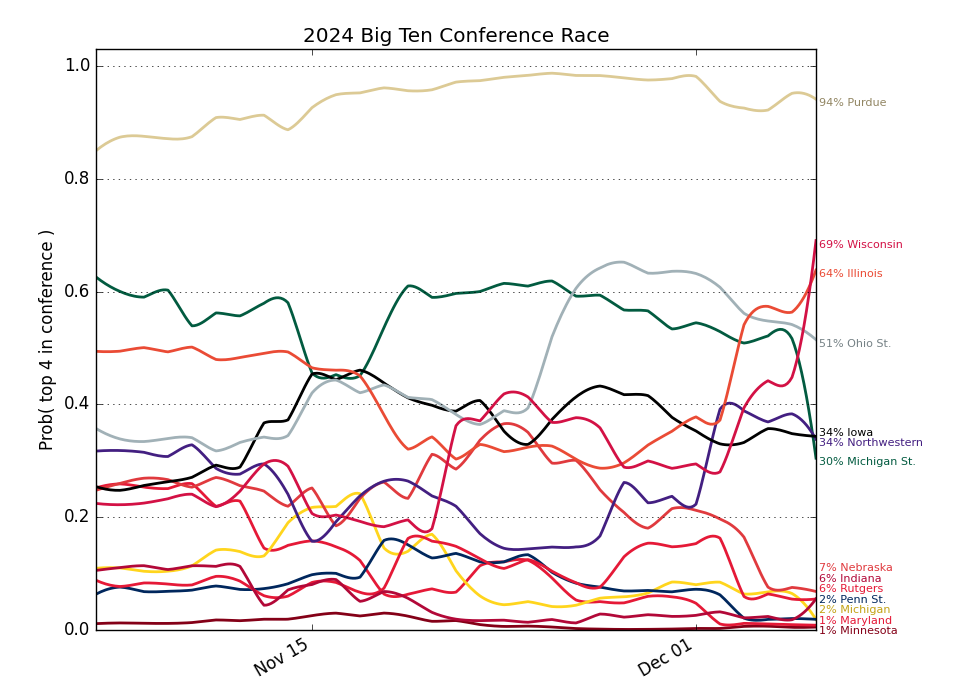 2024 Big Ten Conference Race
Prob( top 4 in conference )
1.0
0.8
0.6
0.4
0.2
0.0
Nov 15
Dec 01
94% Purdue
69% Wisconsin
64% Illinois
51% Ohio St.
34% Iowa
34% Northwestern
30% Michigan St.
7% Nebraska
6% Indiana
6% Rutgers
2% Penn St.
2% Michigan
1% Maryland
1% Minnesota